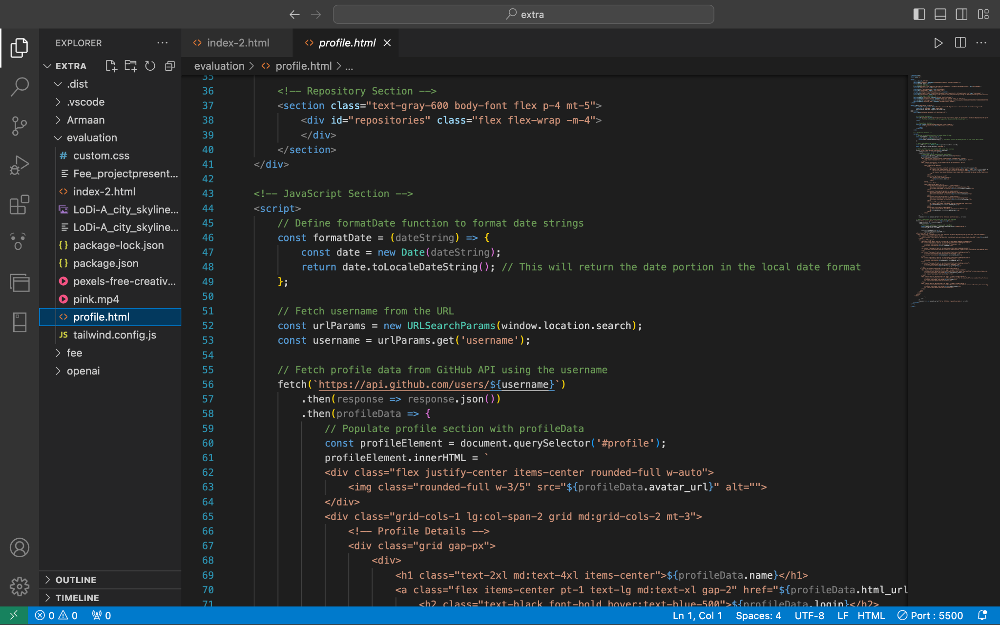 extra
EXPLORER
EXTRA
.dist
.vscode
Armaan
evaluation
# custom.css
Fee_projectpresent...
<> index-2.html
LoDi-A_city_skyline...
LoDi-A_city_skyline...
{} package-lock.json
{} package.json
pexels-free-creativ...
pink.mp4
<> profile.html
JS tailwind.config.js
fee
openai
OUTLINE
TIMELINE
<> index-2.html
<> profile.html
evaluation > <> profile.html > ...
35
36 <!-- Repository Section -->
37 <section class="text-gray-600 body-font flex p-4 mt-5">
38 <div id="repositories" class="flex flex-wrap -m-4">
39 </div>
40 </section>
41 </div>
42
43 <!-- JavaScript Section -->
44 <script>
45 // Define formatDate function to format date strings
46 const formatDate = (dateString) => {
47 const date = new Date(dateString);
48 return date.toLocaleDateString(); // This will return the date portion in the local date format
49 };
50
51 // Fetch username from the URL
52 const urlParams = new URLSearchParams(window.location.search);
53 const username = urlParams.get('username');
54
55 // Fetch profile data from GitHub API using the username
56 fetch(`https://api.github.com/users/${username}`)
57 .then(response => response.json())
58 .then(profileData => {
59 // Populate profile section with profileData
60 const profileElement = document.querySelector('#profile');
61 profileElement.innerHTML = `
62 <div class="flex justify-center items-center rounded-full w-auto">
63 <img class="rounded-full w-3/5" src="${profileData.avatar_url}" alt="">
64 </div>
65 <div class="grid-cols-1 lg:col-span-2 grid md:grid-cols-2 mt-3">
66 <!-- Profile Details -->
67 <div class="grid gap-px">
68 <div>
69 <h1 class="text-2xl md:text-4xl items-center">${profileData.name}</h1>
70 <a class="flex items-center pt-1 text-lg md:text-xl gap-2" href="${profileData.html_url
71 <h2 class="text-black font-bold hover:text-blue-500">${profileData.login}</h2>
0 0 0
Ln 1, Col 1 Spaces: 4 UTF-8 LF HTML Port : 5500